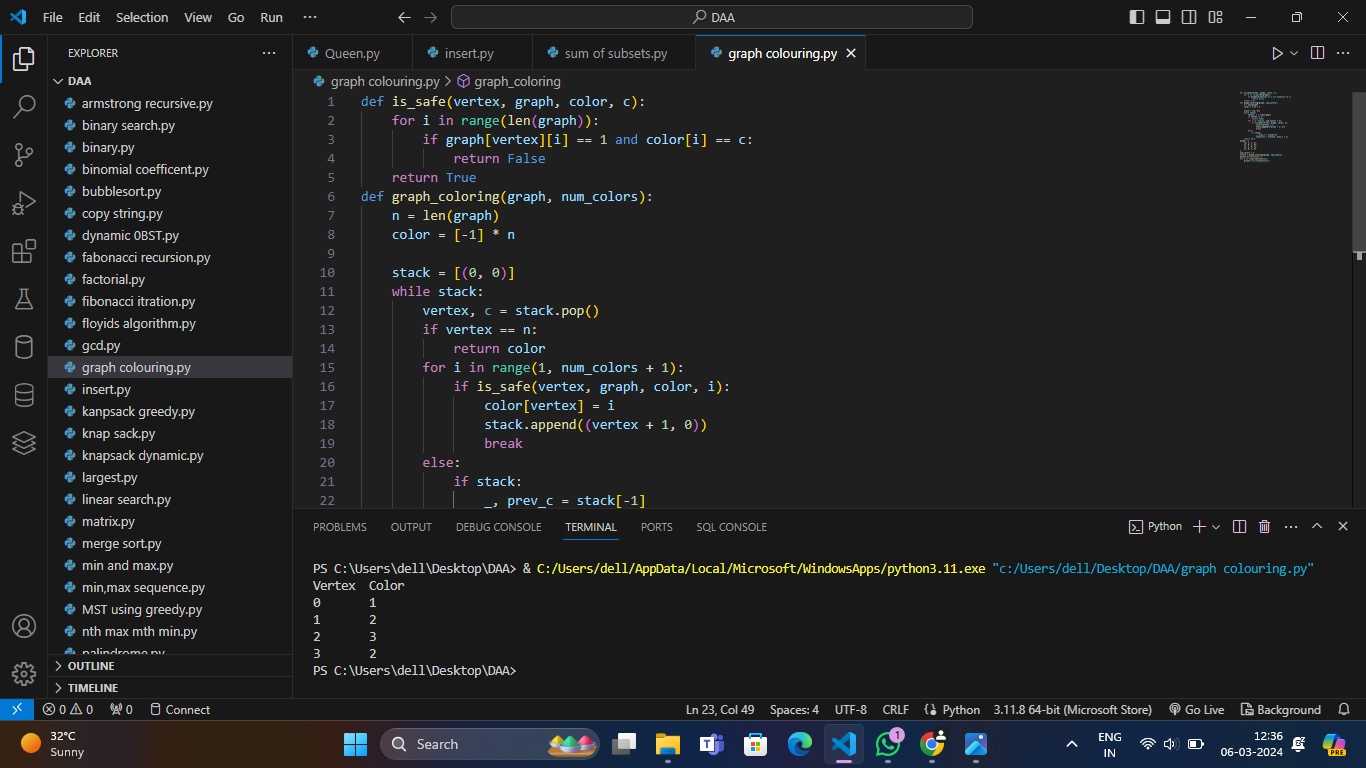 File Edit Selection View Go Run ··· DAA
EXPLORER ···
DAA
armstrong recursive.py
binary search.py
binary.py
binomial coefficent.py
bubblesort.py
copy string.py
dynamic 0BST.py
fabonacci recursion.py
factorial.py
fibonacci itration.py
floyids algorithm.py
gcd.py
graph colouring.py
insert.py
kanpsack greedy.py
knap sack.py
knapsack dynamic.py
largest.py
linear search.py
matrix.py
merge sort.py
min and max.py
min,max sequence.py
MST using greedy.py
nth max mth min.py
palindrome.py
OUTLINE
TIMELINE
Queen.py insert.py sum of subsets.py graph colouring.py
graph colouring.py > graph_coloring
1 def is_safe(vertex, graph, color, c):
2 for i in range(len(graph)):
3 if graph[vertex][i] == 1 and color[i] == c:
4 return False
5 return True
6 def graph_coloring(graph, num_colors):
7 n = len(graph)
8 color = [-1] * n
9
10 stack = [(0, 0)]
11 while stack:
12 vertex, c = stack.pop()
13 if vertex == n:
14 return color
15 for i in range(1, num_colors + 1):
16 if is_safe(vertex, graph, color, i):
17 color[vertex] = i
18 stack.append((vertex + 1, 0))
19 break
20 else:
21 if stack:
22 _, prev_c = stack[-1]
PROBLEMS OUTPUT DEBUG CONSOLE TERMINAL PORTS SQL CONSOLE Python
PS C:\Users\dell\Desktop\DAA> & C:/Users/dell/AppData/Local/Microsoft/WindowsApps/python3.11.exe "c:/Users/dell/Desktop/DAA/graph colouring.py"
Vertex Color
0 1
1 2
2 3
3 2
PS C:\Users\dell\Desktop\DAA>
0 0 0 Connect Ln 23, Col 49 Spaces: 4 UTF-8 CRLF Python 3.11.8 64-bit (Microsoft Store) Go Live Background
32°C
Sunny
Search
1
ENG
IN
12:36
06-03-2024
PRE